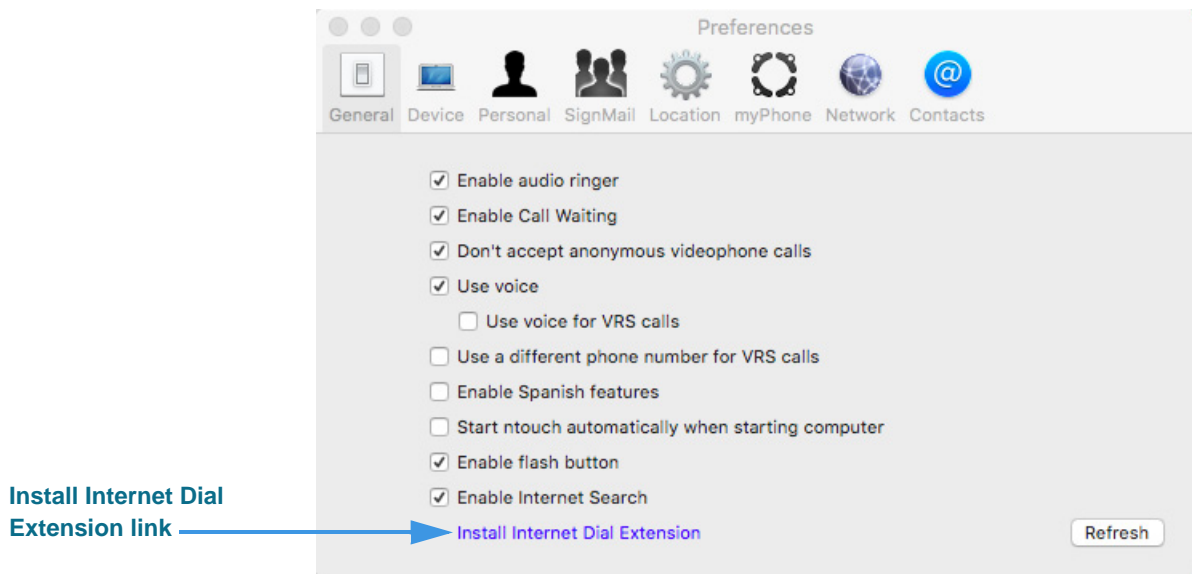 Preferences
General Device Personal SignMail Location myPhone Network Contacts
Enable audio ringer
Enable Call Waiting
Don't accept anonymous videophone calls
Use voice
Use voice for VRS calls
Use a different phone number for VRS calls
Enable Spanish features
Start ntouch automatically when starting computer
Enable flash button
Enable Internet Search
Install Internet Dial
Extension link
Install Internet Dial Extension
Refresh